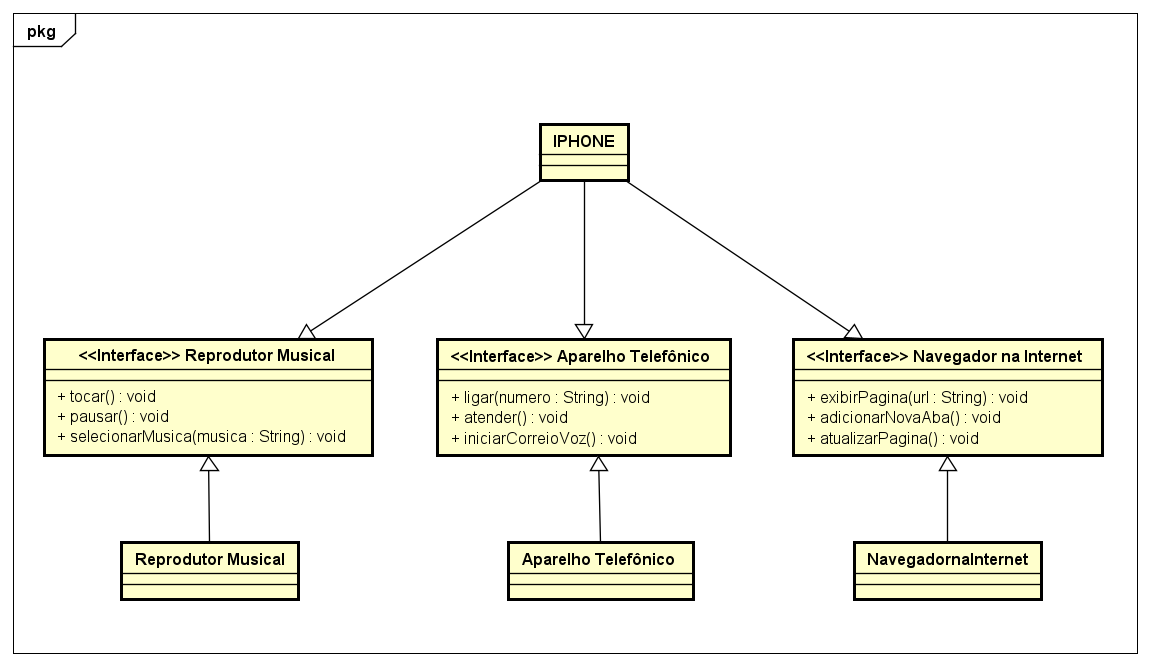 pkg
IPHONE
<<Interface>> Reprodutor Musical
+ tocar() : void
+ pausar() : void
+ selecionarMusica(musica : String) : void
<<Interface>> Aparelho Telefônico
+ ligar(numero : String) : void
+ atender() : void
+ iniciarCorreioVoz() : void
<<Interface>> Navegador na Internet
+ exibirPagina(url : String) : void
+ adicionarNovaAba() : void
+ atualizarPagina() : void
Reprodutor Musical
Aparelho Telefônico
NavegadornaInternet